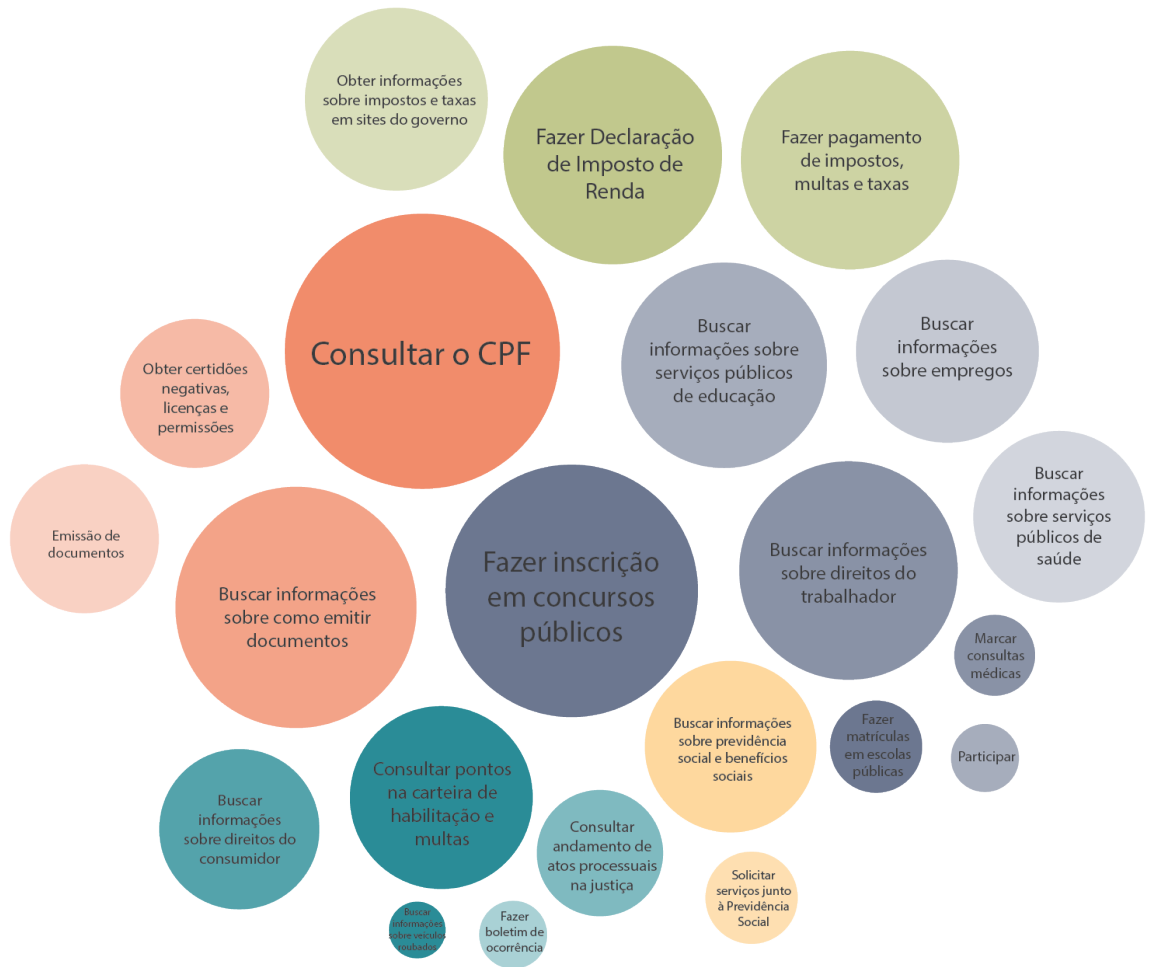 Obter informações
sobre impostos e taxas
em sites do governo
Fazer Declaração
de Imposto de
Renda
Fazer pagamento
de impostos,
multas e taxas
Consultar o CPF
Buscar
informações sobre
serviços públicos
de educação
Buscar
informações
sobre empregos
Obter certidões
negativas,
licenças e
permissões
Buscar
informações
sobre serviços
públicos de
saúde
Emissão de
documentos
Buscar informações
sobre como emitir
documentos
Fazer inscrição
em concursos
públicos
Buscar informações
sobre direitos do
trabalhador
Marcar
consultas
médicas
Buscar informações
sobre previdência
social e benefícios
sociais
Fazer
matrículas
em escolas
públicas
Participar
Buscar
informações
sobre direitos do
consumidor
Consultar pontos
na carteira de
habilitação e
multas
Consultar
andamento de
atos processuais
na justiça
Solicitar
serviços junto
à Previdência
Social
Buscar
informações
sobre veículos
roubados
Fazer
boletim de
ocorrência